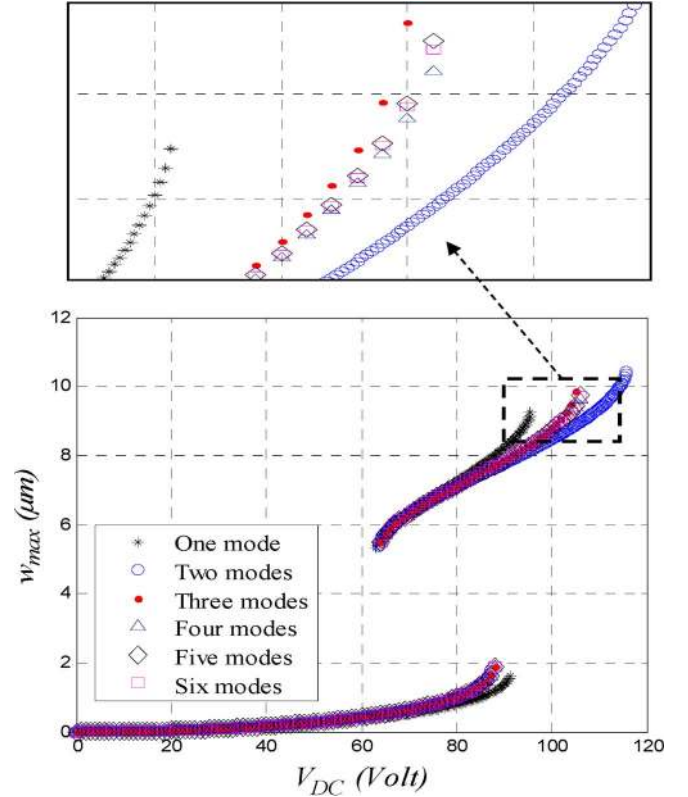 12
10
8
6
4
2
0
w_max (μm)
One mode
Two modes
Three modes
Four modes
Five modes
Six modes
0 20 40 60 80 100 120
V_DC (Volt)